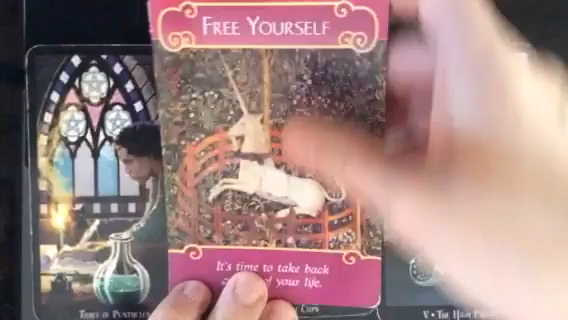 FREE YOURSELF
It's time to take back
of your life.
THREE OF PENTACLES
CUPS
V • THE HIGH